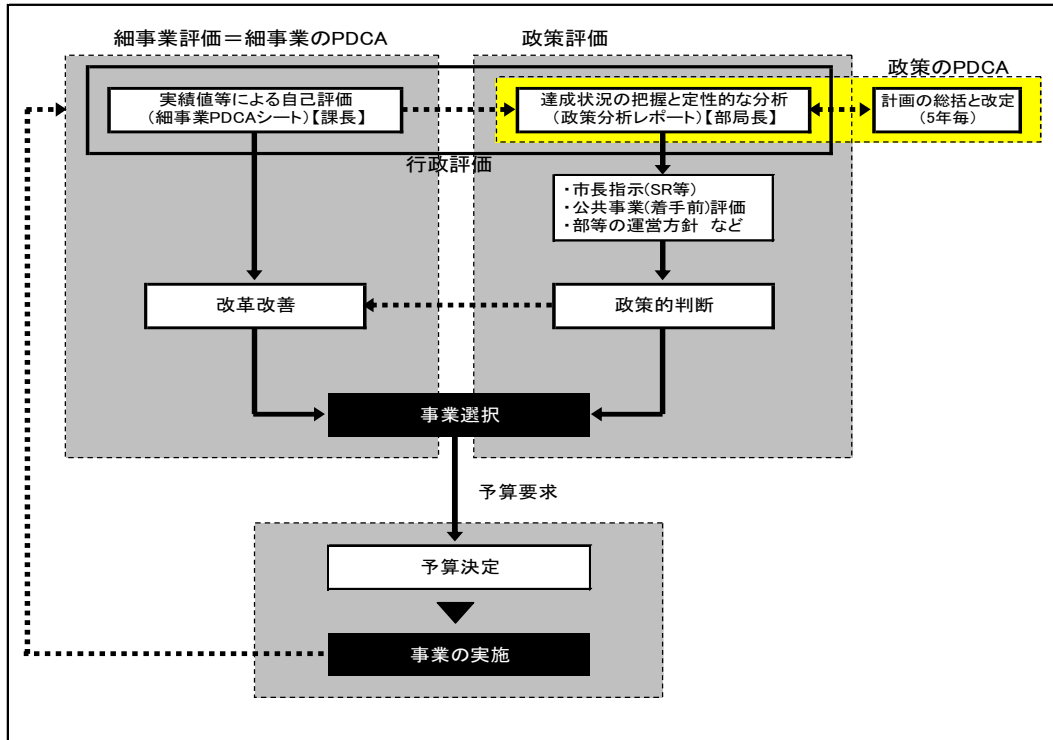 細事業評価＝細事業のPDCA
政策評価
政策のPDCA
実績値等による自己評価
(細事業PDCAシート)【課長】
達成状況の把握と定性的な分析
(政策分析レポート)【部局長】
計画の総括と改定
(5年毎)
行政評価
・市長指示(SR等)
・公共事業(着手前)評価
・部等の運営方針 など
改革改善
政策的判断
事業選択
予算要求
予算決定
事業の実施